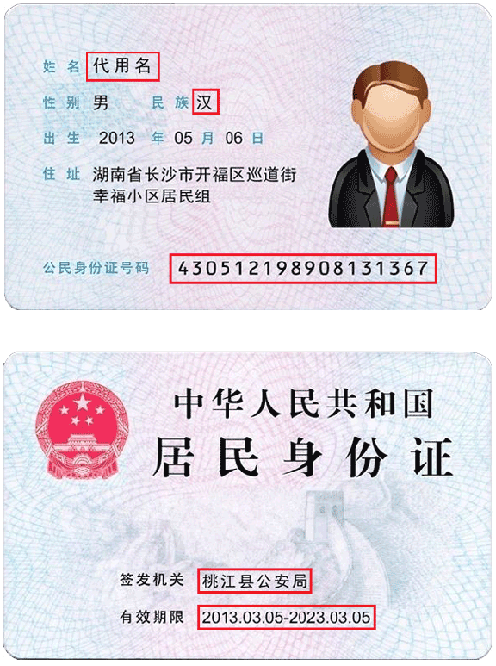 姓名 代用名
性别 男 民族 汉
出生 2013 年 05 月 06 日
住址 湖南省长沙市开福区巡道街
幸福小区居民组
公民身份证号码 430512198908131367
中华人民共和国
居民身份证
签发机关 桃江县公安局
有效期限 2013.03.05-2023.03.05